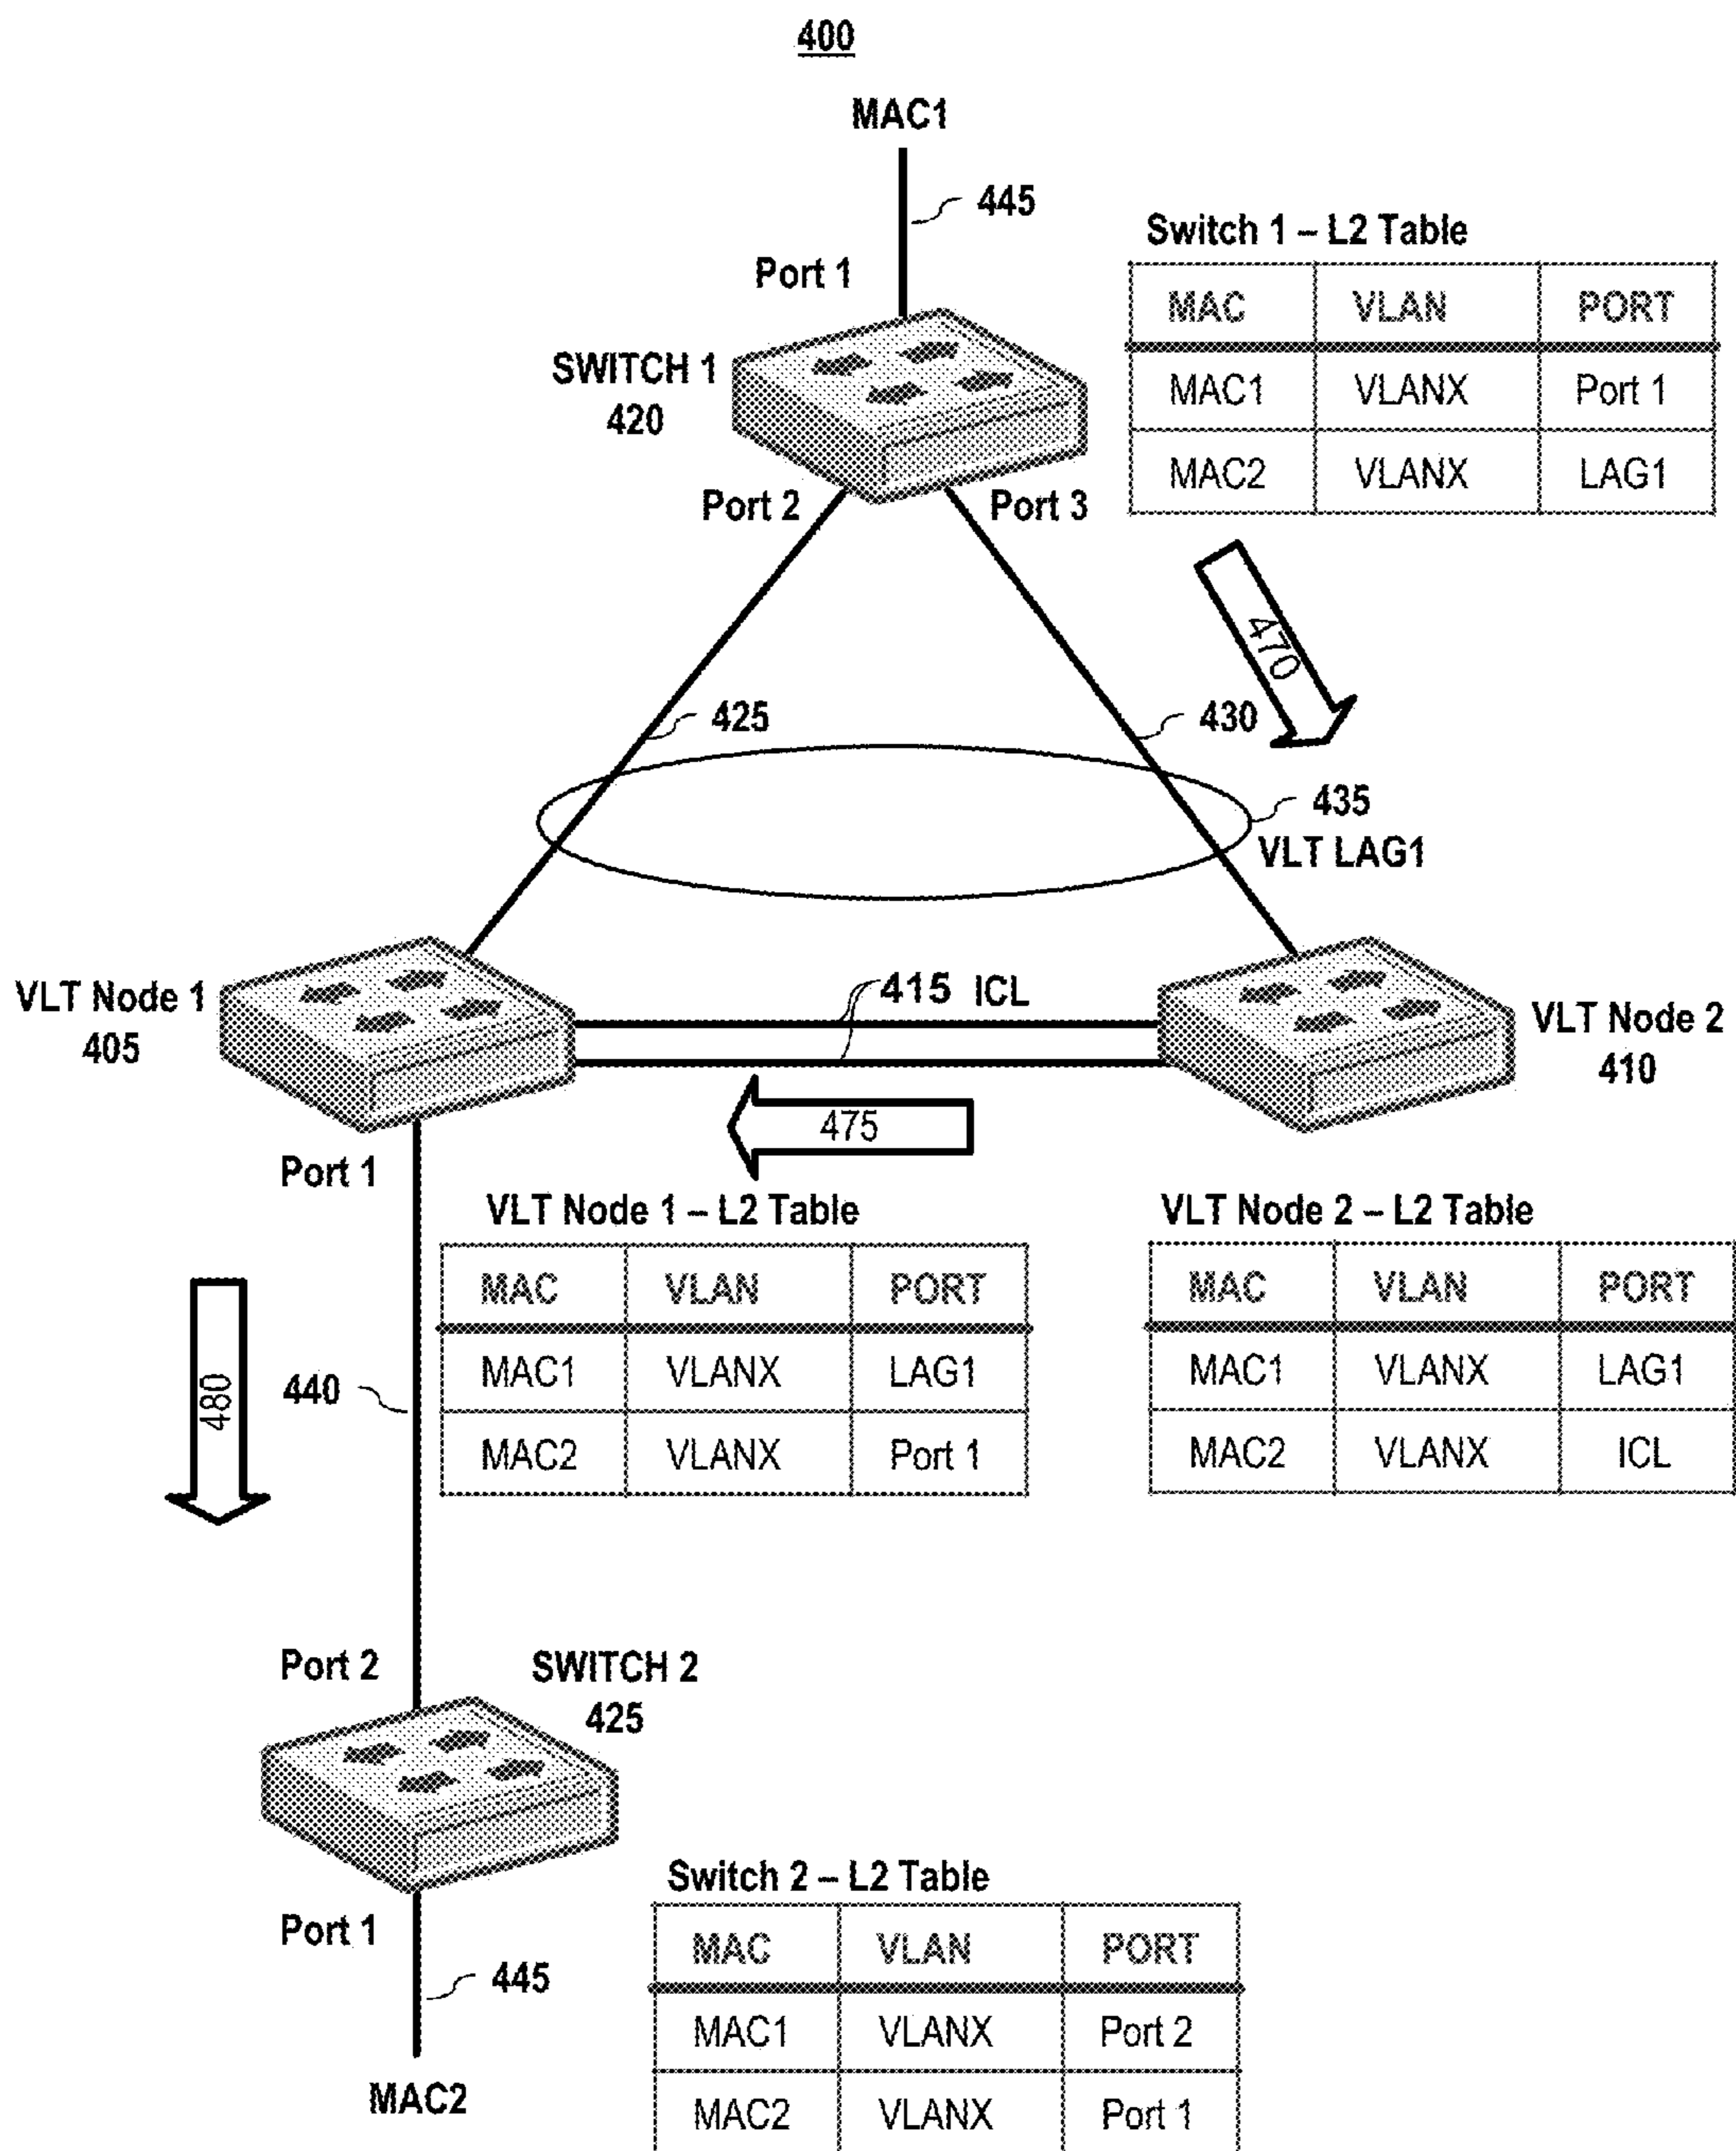 400
MAC1
445
Port 1
Switch 1 – L2 Table
MAC VLAN PORT
MAC1 VLANX Port 1
MAC2 VLANX LAG1
SWITCH 1
420
Port 2
Port 3
470
425
430
435
VLT LAG1
VLT Node 1
405
415 ICL
VLT Node 2
410
475
Port 1
VLT Node 1 – L2 Table
MAC VLAN PORT
MAC1 VLANX LAG1
MAC2 VLANX Port 1
VLT Node 2 – L2 Table
MAC VLAN PORT
MAC1 VLANX LAG1
MAC2 VLANX ICL
480
440
Port 2
SWITCH 2
425
Port 1
445
MAC2
Switch 2 – L2 Table
MAC VLAN PORT
MAC1 VLANX Port 2
MAC2 VLANX Port 1